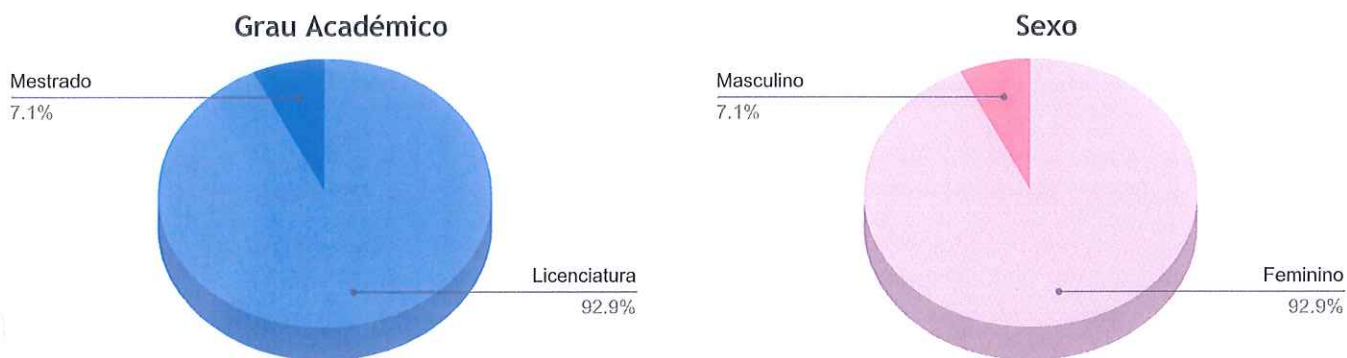 Grau Académico
Mestrado
7.1%
Licenciatura
92.9%
Sexo
Masculino
7.1%
Feminino
92.9%